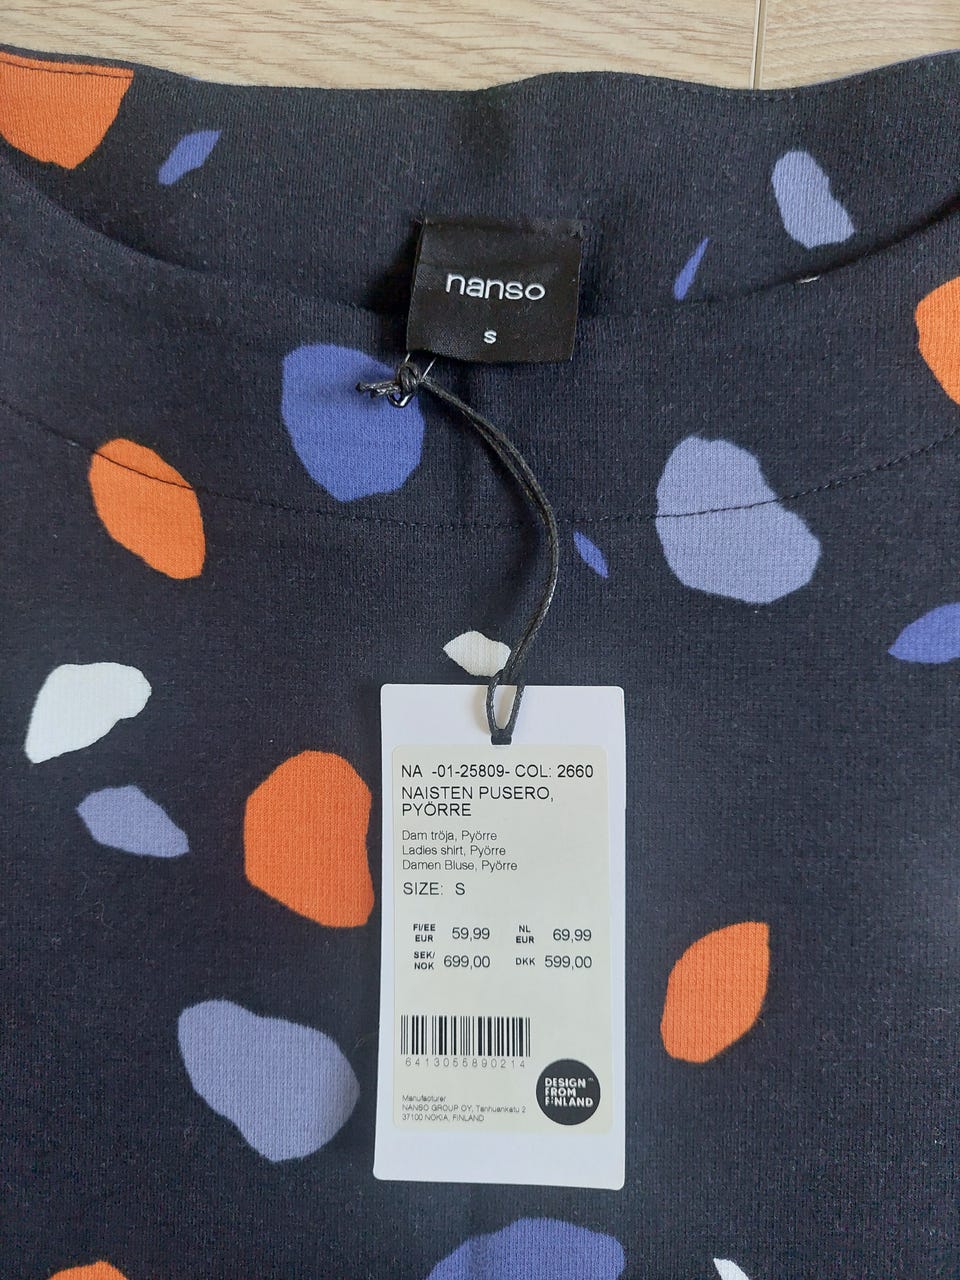 nanso
S
NA -01-25809- COL: 2660
NAISTEN PUSERO,
PYÖRRE
Dam tröja, Pyörre
Ladies shirt, Pyörre
Damen Bluse, Pyörre
SIZE: S
FI/EE EUR 59,99 NL EUR 69,99
SEK/ NOK 699,00 DKK 599,00
6413055890214
DESIGN
FROM
FINLAND
Manufacturer
NANSO GROUP OY, Tanhuankatu 2
37100 NOKIA, FINLAND